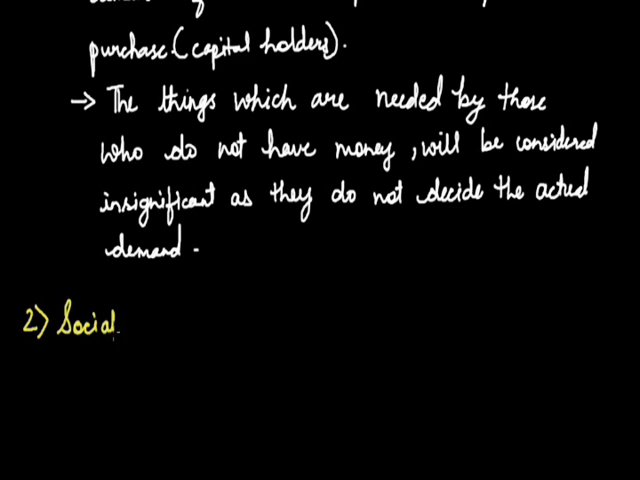 purchase. (capital holders).
→ The things which are needed by those
who do not have money, will be considered
insignificant as they do not decide the actual
demand.
2) Social